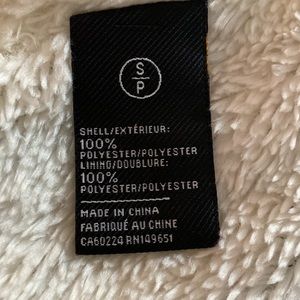 S
P
SHELL/EXTÉRIEUR:
100%
POLYESTER/POLYESTER
LINING/DOUBLURE:
100%
POLYESTER/POLYESTER
MADE IN CHINA
FABRIQUÉ AU CHINE
CA60224 RN149651